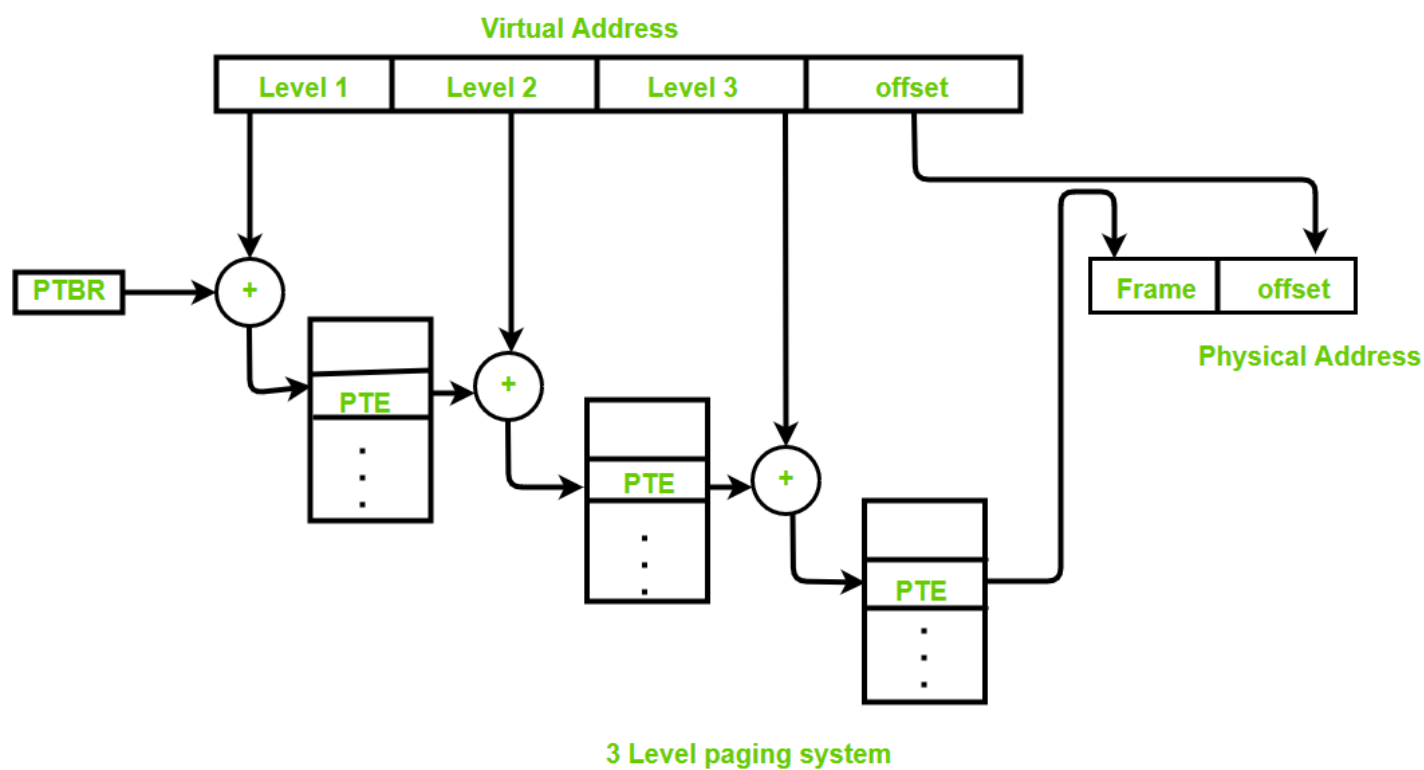 Virtual Address
Level 1
Level 2
Level 3
offset
PTBR
+
Frame
offset
Physical Address
PTE
+
PTE
+
PTE
3 Level paging system